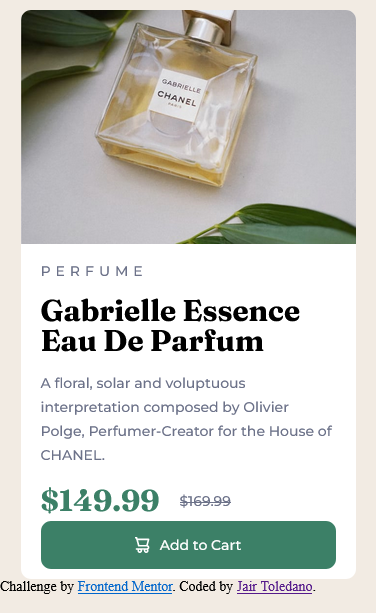 GABRIELLE
CHANEL
PARIS
PERFUME
Gabrielle Essence
Eau De Parfum
A floral, solar and voluptuous
interpretation composed by Olivier
Polge, Perfumer-Creator for the House of
CHANEL.
$149.99 $169.99
Add to Cart
Challenge by Frontend Mentor. Coded by Jair Toledano.